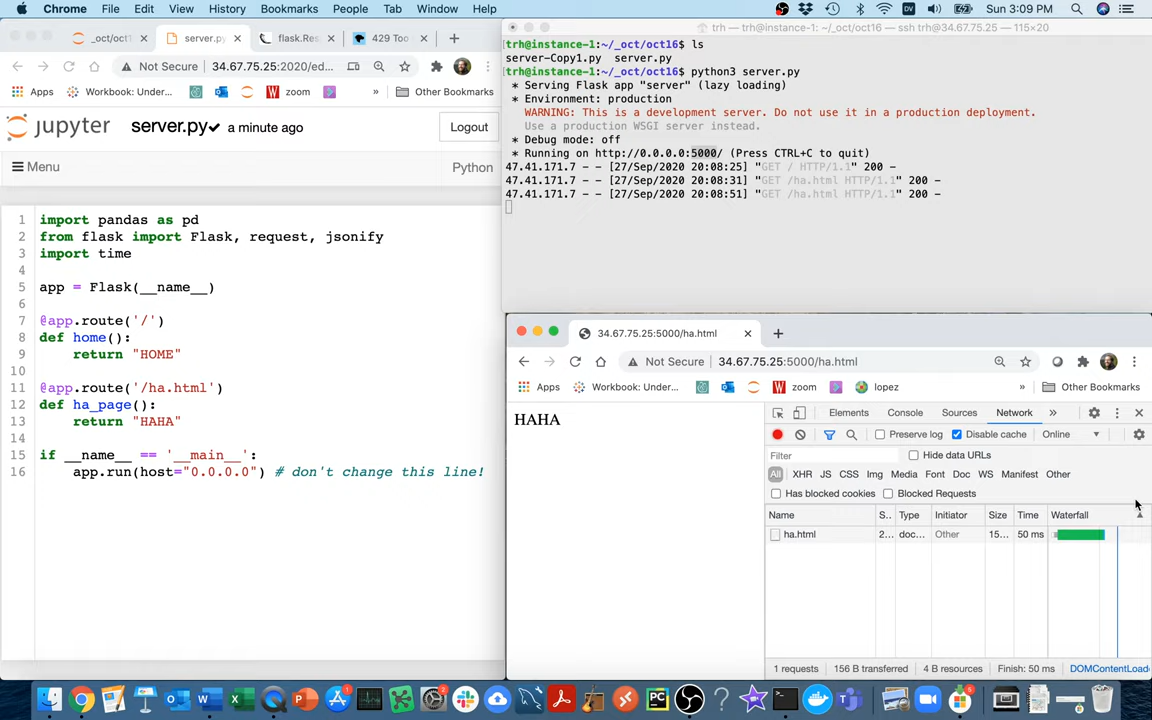 Chrome File Edit View History Bookmarks People Tab Window Help Sun 3:09 PM
_oct/oct1 server.py flask.Res 429 Too
Not Secure 34.67.75.25:2020/ed...
Apps Workbook: Under... zoom » Other Bookmarks
jupyter server.py a minute ago Logout
Menu Python
1 import pandas as pd
2 from flask import Flask, request, jsonify
3 import time
4
5 app = Flask(__name__)
6
7 @app.route('/')
8 def home():
9 return "HOME"
10
11 @app.route('/ha.html')
12 def ha_page():
13 return "HAHA"
14
15 if __name__ == '__main__':
16 app.run(host="0.0.0.0") # don't change this line!
trh — trh@instance-1: ~/_oct/oct16 — ssh trh@34.67.75.25 — 115×20
[trh@instance-1:~/_oct/oct16$ ls
server-Copy1.py server.py
[trh@instance-1:~/_oct/oct16$ python3 server.py
* Serving Flask app "server" (lazy loading)
* Environment: production
WARNING: This is a development server. Do not use it in a production deployment.
Use a production WSGI server instead.
* Debug mode: off
* Running on http://0.0.0.0:5000/ (Press CTRL+C to quit)
47.41.171.7 - - [27/Sep/2020 20:08:25] "GET / HTTP/1.1" 200 -
47.41.171.7 - - [27/Sep/2020 20:08:31] "GET /ha.html HTTP/1.1" 200 -
47.41.171.7 - - [27/Sep/2020 20:08:51] "GET /ha.html HTTP/1.1" 200 -
34.67.75.25:5000/ha.html
Not Secure 34.67.75.25:5000/ha.html
Apps Workbook: Under... zoom lopez » Other Bookmarks
HAHA
Elements Console Sources Network »
Preserve log Disable cache Online
Filter Hide data URLs
All XHR JS CSS Img Media Font Doc WS Manifest Other
Has blocked cookies Blocked Requests
Name S... Type Initiator Size Time Waterfall
ha.html 2... doc... Other 15... 50 ms
1 requests 156 B transferred 4 B resources Finish: 50 ms DOMContentLoade